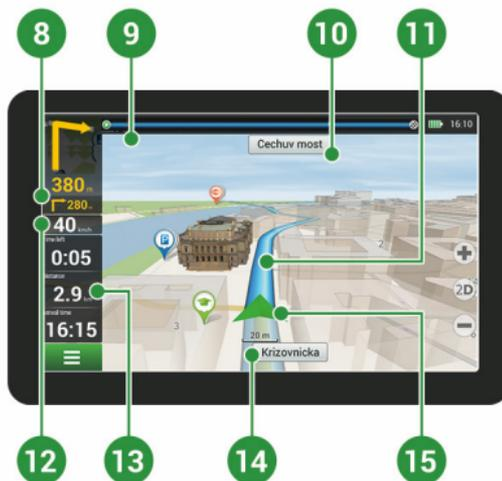 8
9
10
11
16:10
Cechuv most
380 m
280 m
40 km/h
Time left
0:05
Distance
2.9 km
Arrival time
16:15
P
2
3
+
2D
−
20 m
Krizovnicka
12
13
14
15